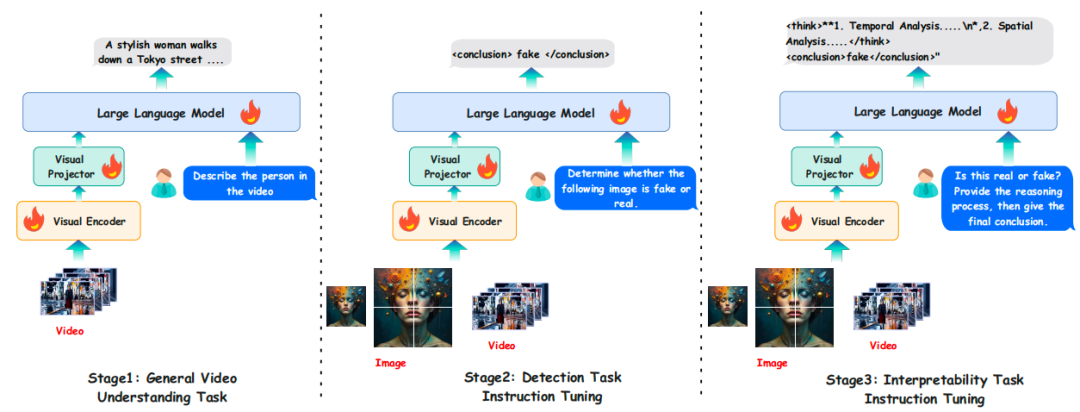 A stylish woman walks
down a Tokyo street ....
Large Language Model
Visual
Projector
Describe the person in
the video
Visual Encoder
Video
Stage1: General Video
Understanding Task
<conclusion> fake </conclusion>
Large Language Model
Visual
Projector
Determine whether the
following image is fake or
real.
Visual Encoder
Image
Video
Stage2: Detection Task
Instruction Tuning
<think>**1. Temporal Analysis.....\n*,2. Spatial
Analysis.....</think>
<conclusion>fake</conclusion>"
Large Language Model
Visual
Projector
Is this real or fake?
Provide the reasoning
process, then give the
final conclusion.
Visual Encoder
Image
Video
Stage3: Interpretability Task
Instruction Tuning